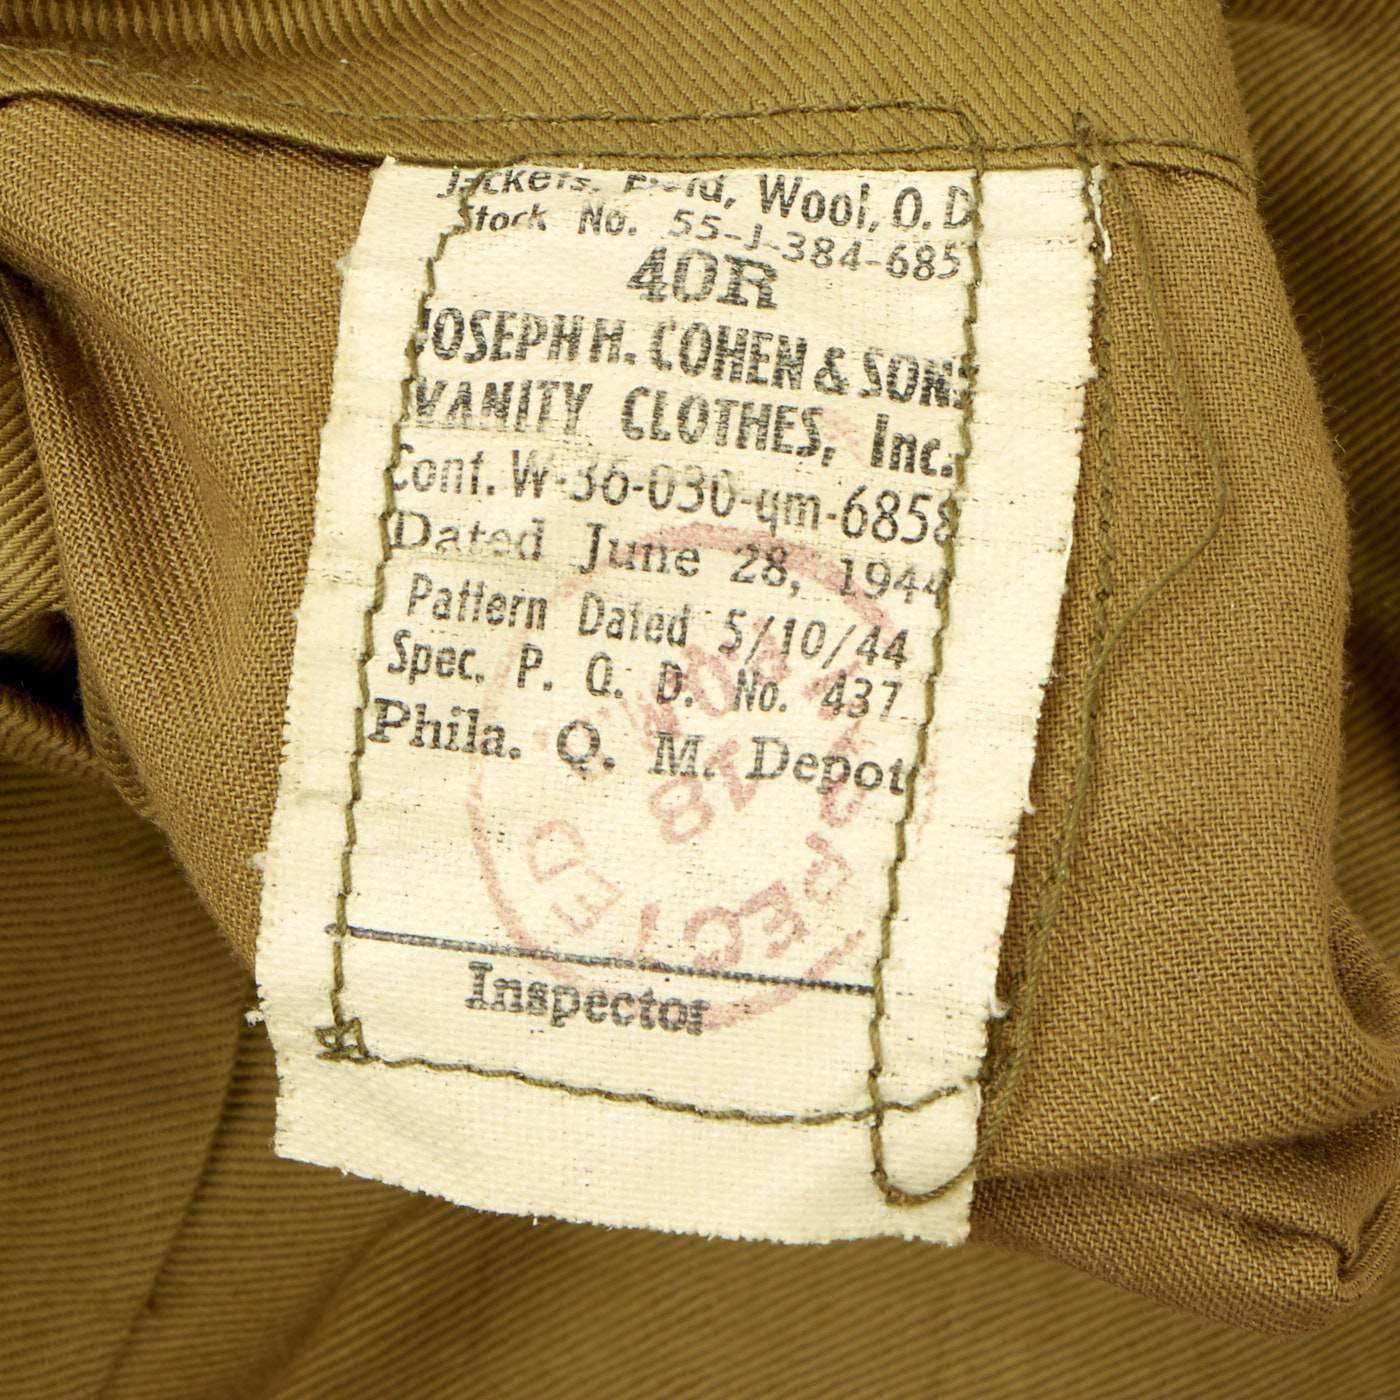 Jackets, Field, Wool, O.D
Stock No. 55-J-384-685
40R
JOSEPH H. COHEN & SONS
VANITY CLOTHES, Inc.
Cont. W-36-030-qm-6858
Dated June 28, 1944
Pattern Dated 5/10/44
Spec. P. Q. D. No. 437
Phila. Q. M. Depot
Inspector